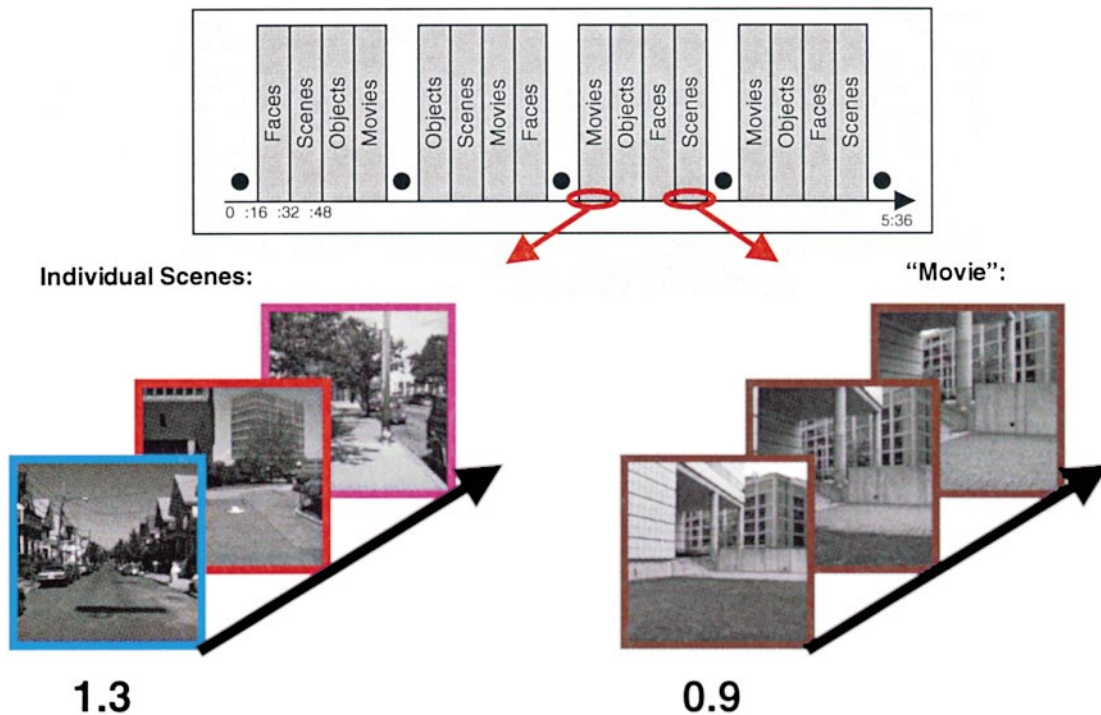 Faces
Scenes
Objects
Movies
Objects
Scenes
Movies
Faces
Movies
Objects
Faces
Scenes
Movies
Objects
Faces
Scenes
0 :16 :32 :48
5:36
Individual Scenes:
“Movie”:
1.3
0.9